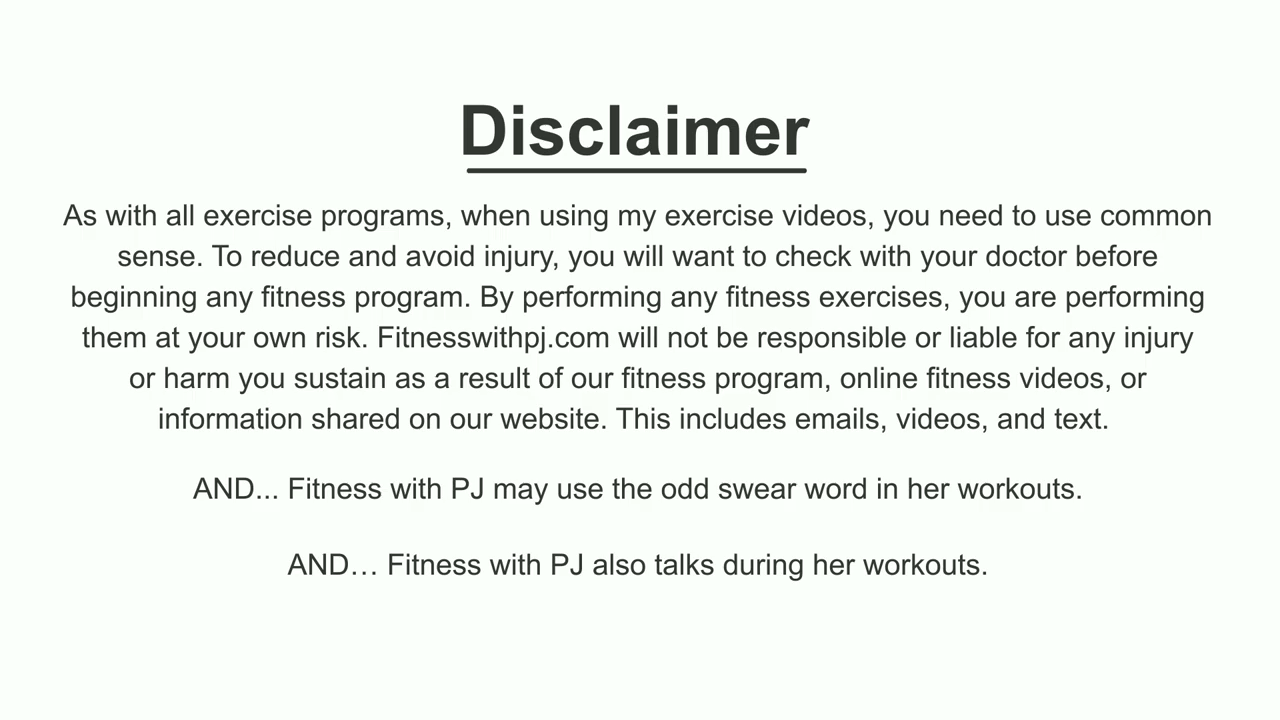 Disclaimer
As with all exercise programs, when using my exercise videos, you need to use common
sense. To reduce and avoid injury, you will want to check with your doctor before
beginning any fitness program. By performing any fitness exercises, you are performing
them at your own risk. Fitnesswithpj.com will not be responsible or liable for any injury
or harm you sustain as a result of our fitness program, online fitness videos, or
information shared on our website. This includes emails, videos, and text.
AND... Fitness with PJ may use the odd swear word in her workouts.
AND… Fitness with PJ also talks during her workouts.